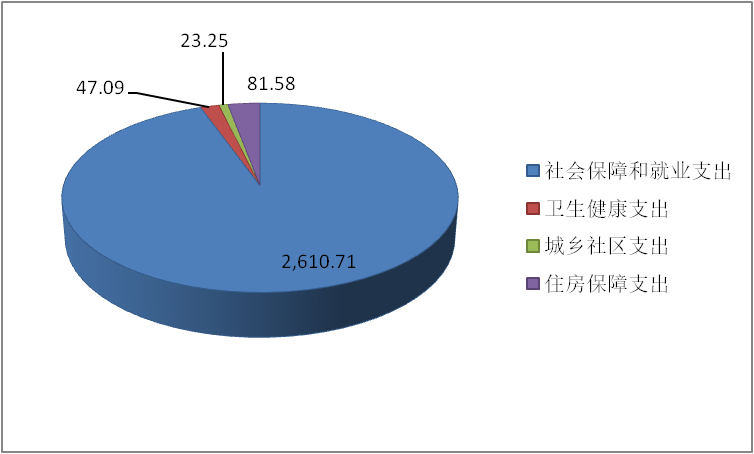 23.25
47.09
81.58
2,610.71
社会保障和就业支出
卫生健康支出
城乡社区支出
住房保障支出